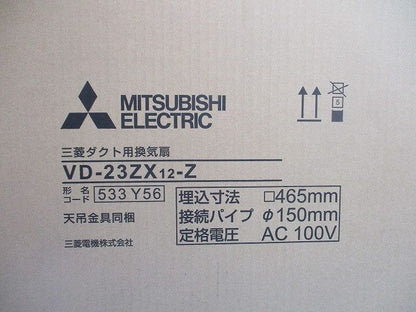 MITSUBISHI
ELECTRIC
5
三菱ダクト用換気扇
VD-23ZX12-Z
形名コード 533Y56
天吊金具同梱
三菱電機株式会社
埋込寸法 □465mm
接続パイプ φ150mm
定格電圧 AC 100V